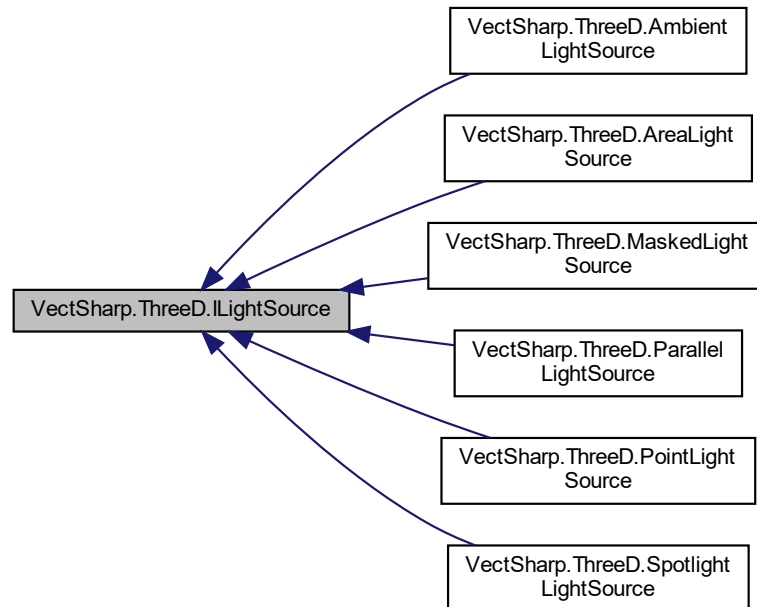 VectSharp.ThreeD.Ambient
LightSource
VectSharp.ThreeD.AreaLight
Source
VectSharp.ThreeD.MaskedLight
Source
VectSharp.ThreeD.ILightSource
VectSharp.ThreeD.Parallel
LightSource
VectSharp.ThreeD.PointLight
Source
VectSharp.ThreeD.Spotlight
LightSource